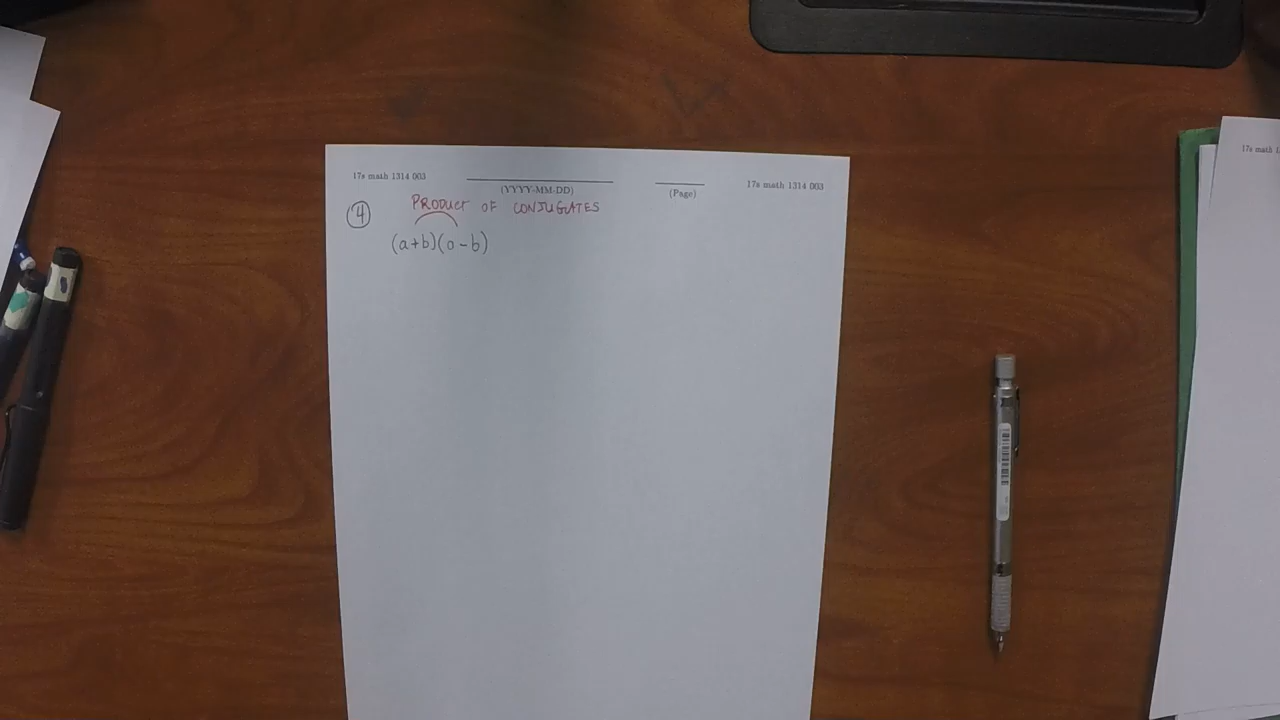 17s math 1314 003 17s math 1314 003
(YYYY-MM-DD) (Page)
④ PRODUCT OF CONJUGATES
(a+b)(a-b)
17s math 1